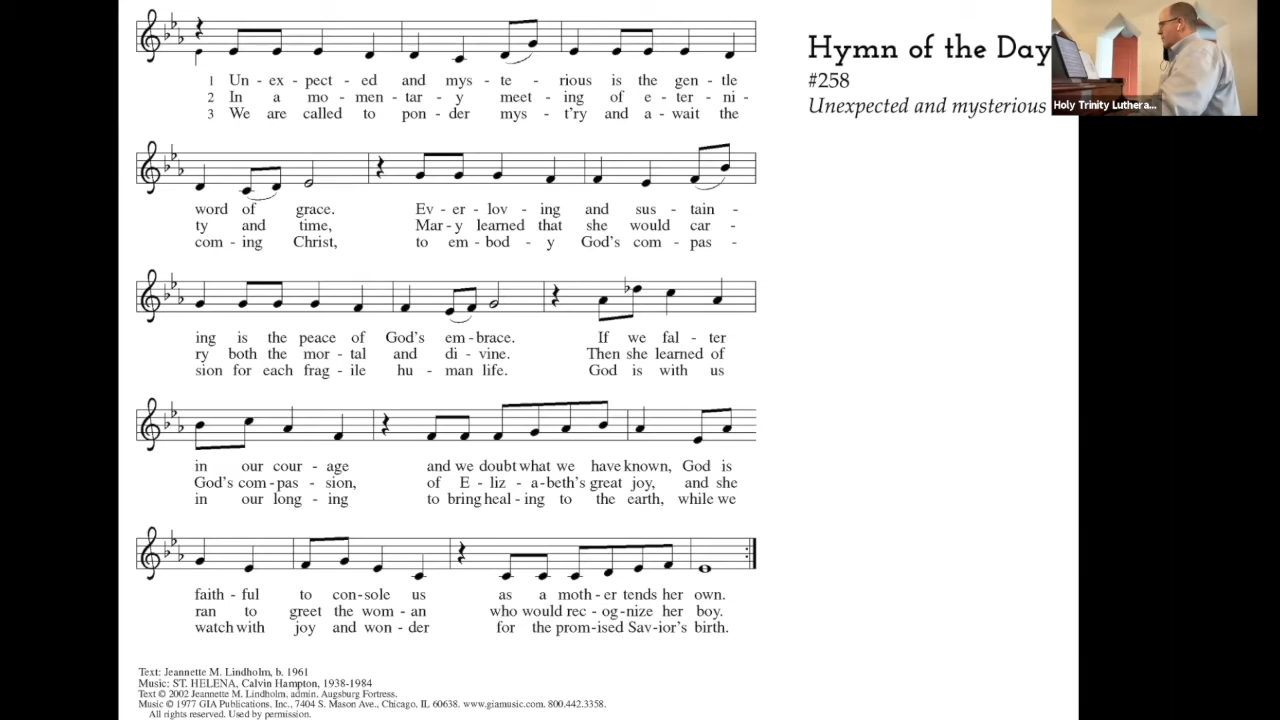 Hymn of the Day
#258
Unexpected and mysterious
Holy Trinity Luthera...
1 Un - ex - pect - ed and mys - te - rious is the gen - tle
2 In a mo - men - tar - y meet - ing of e - ter - ni -
3 We are called to pon - der mys - t'ry and a - wait the
word of grace. Ev - er - lov - ing and sus - tain -
ty and time, Mar - y learned that she would car -
com - ing Christ, to em - bod - y God's com - pas -
ing is the peace of God's em - brace. If we fal - ter
ry both the mor - tal and di - vine. Then she learned of
sion for each frag - ile hu - man life. God is with us
in our cour - age and we doubt what we have known, God is
God's com - pas - sion, of E - liz - a - beth's great joy, and she
in our long - ing to bring heal - ing to the earth, while we
faith - ful to con - sole us as a moth - er tends her own.
ran to greet the wom - an who would rec - og - nize her boy.
watch with joy and won - der for the prom - ised Sav - ior's birth.
Text: Jeannette M. Lindholm, b. 1961
Music: ST. HELENA, Calvin Hampton, 1938-1984
Text © 2002 Jeannette M. Lindholm, admin. Augsburg Fortress.
Music © 1977 GIA Publications, Inc., 7404 S. Mason Ave., Chicago, IL 60638. www.giamusic.com. 800.442.3358.
All rights reserved. Used by permission.